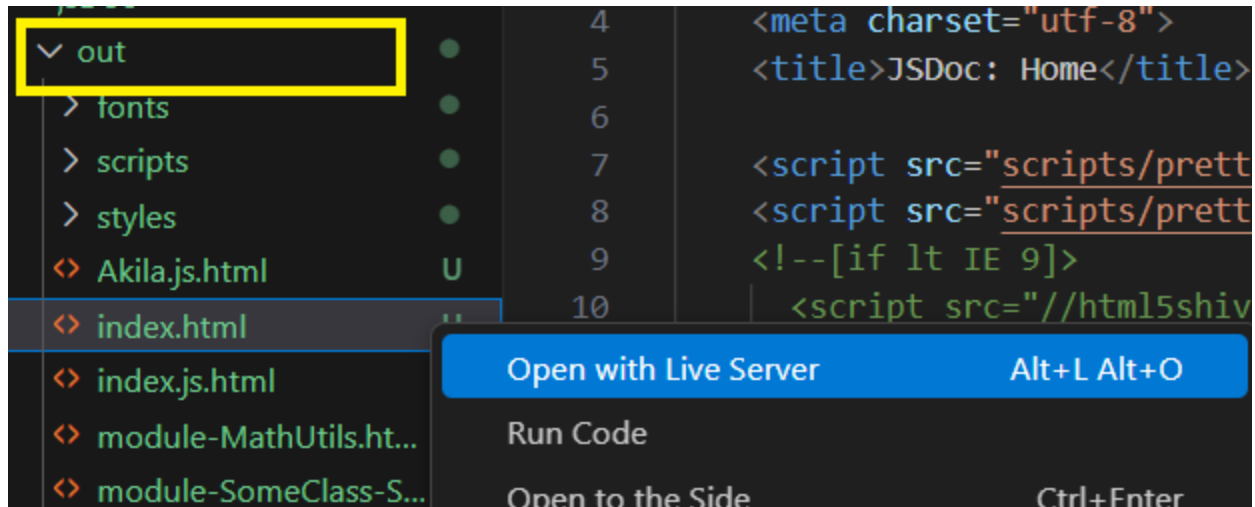 out
fonts
scripts
styles
Akila.js.html U
index.html
index.js.html
module-MathUtils.ht...
module-SomeClass-S...
4 <meta charset="utf-8">
5 <title>JSDoc: Home</title>
6
7 <script src="scripts/prett
8 <script src="scripts/prett
9 <!--[if lt IE 9]>
10 <script src="//html5shiv
Open with Live Server Alt+L Alt+O
Run Code
Open to the Side Ctrl+Enter